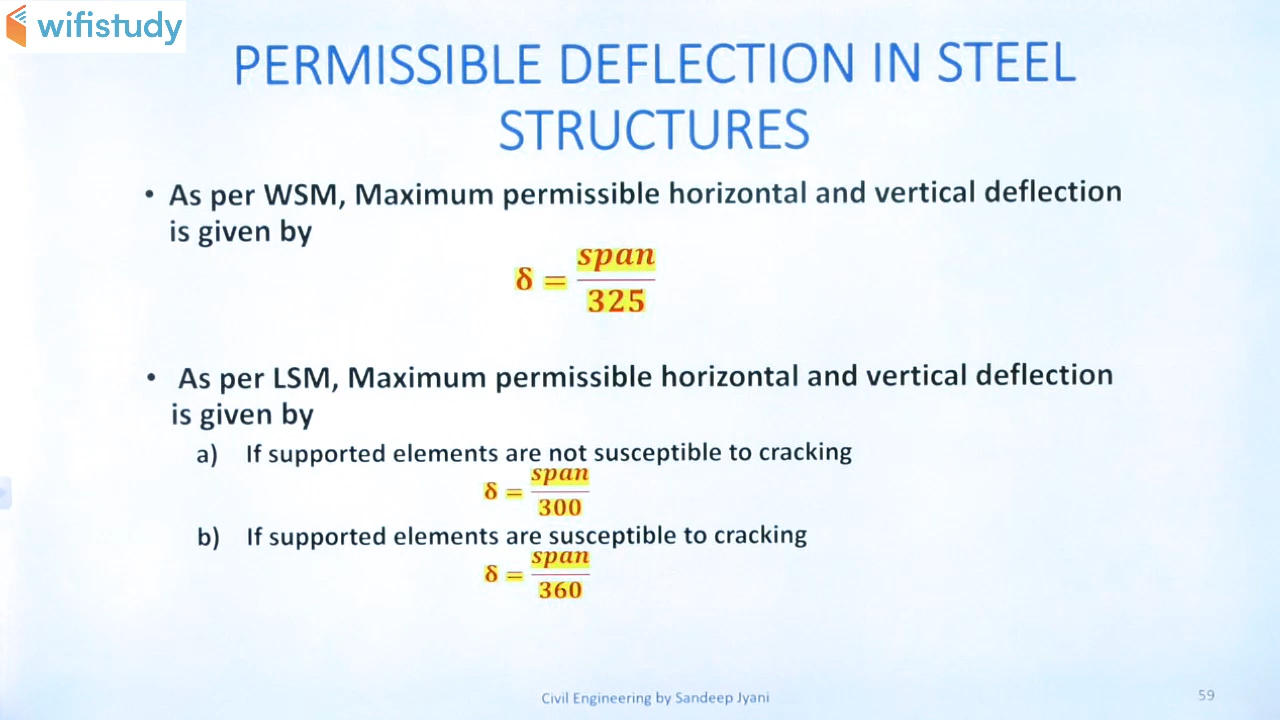 wifistudy
PERMISSIBLE DEFLECTION IN STEEL
STRUCTURES
• As per WSM, Maximum permissible horizontal and vertical deflection
is given by
δ = span/325
• As per LSM, Maximum permissible horizontal and vertical deflection
is given by
a) If supported elements are not susceptible to cracking
δ = span/300
b) If supported elements are susceptible to cracking
δ = span/360
Civil Engineering by Sandeep Jyani
59